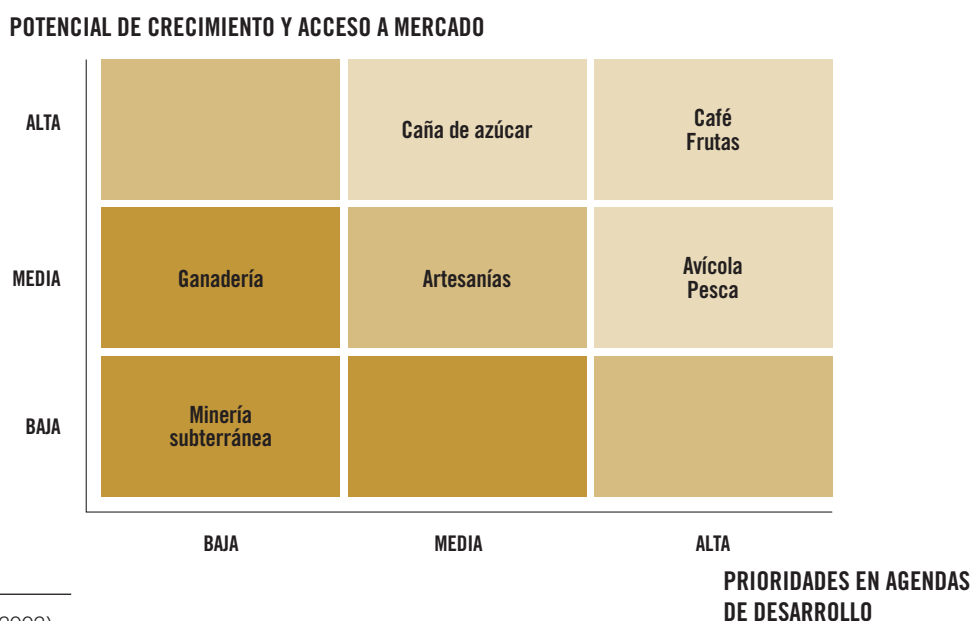 POTENCIAL DE CRECIMIENTO Y ACCESO A MERCADO
ALTA
Caña de azúcar
Café
Frutas
MEDIA
Ganadería
Artesanías
Avícola
Pesca
BAJA
Minería
subterránea
BAJA
MEDIA
ALTA
PRIORIDADES EN AGENDAS
DE DESARROLLO